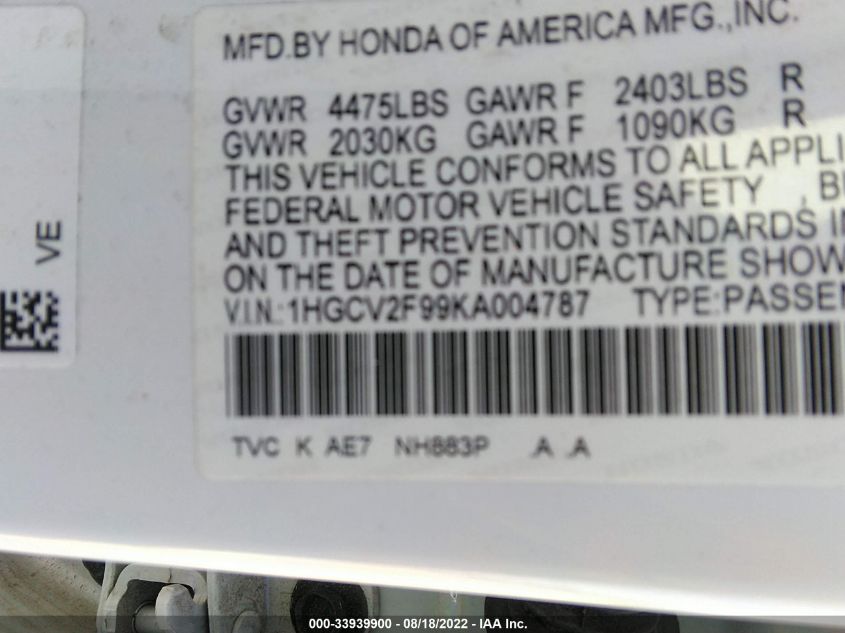 MFD.BY HONDA OF AMERICA MFG.,INC.
GVWR 4475LBS GAWR F 2403LBS R
GVWR 2030KG GAWR F 1090KG R
THIS VEHICLE CONFORMS TO ALL APPLI
FEDERAL MOTOR VEHICLE SAFETY , BU
AND THEFT PREVENTION STANDARDS IN
ON THE DATE OF MANUFACTURE SHOW
V.I.N.:1HGCV2F99KA004787 TYPE:PASSEN
TVC K AE7 NH883P .A .A
VE
000-33939900 - 08/18/2022 - IAA Inc.